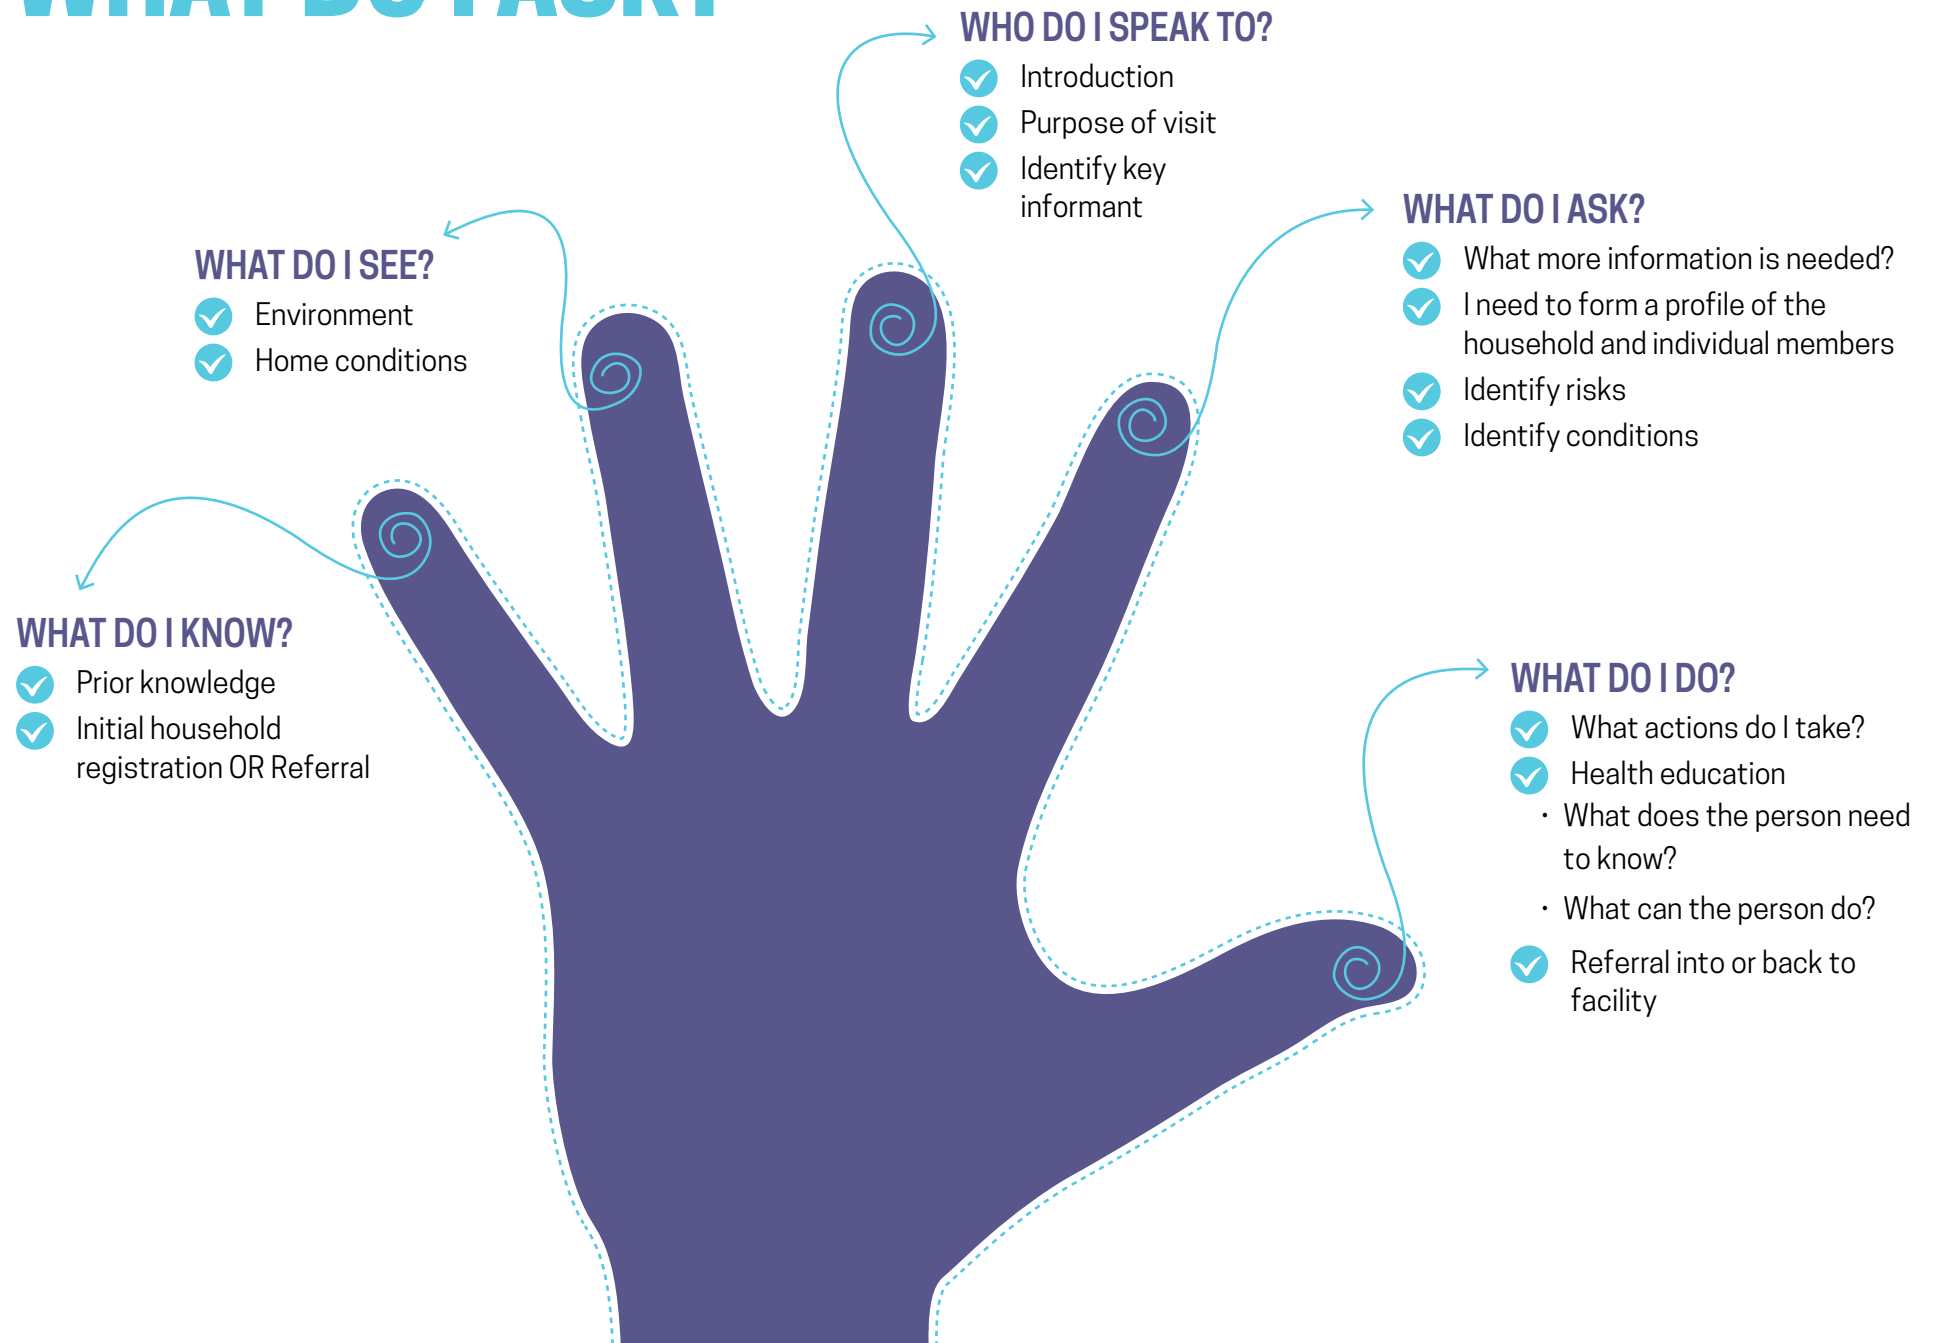 WHAT DO I ASK?
WHO DO I SPEAK TO?
Introduction
Purpose of visit
Identify key
informant
WHAT DO I ASK?
What more information is needed?
I need to form a profile of the
household and individual members
Identify risks
Identify conditions
WHAT DO I SEE?
Environment
Home conditions
WHAT DO I KNOW?
Prior knowledge
Initial household
registration OR Referral
WHAT DO I DO?
What actions do I take?
Health education
· What does the person need
to know?
· What can the person do?
Referral into or back to
facility